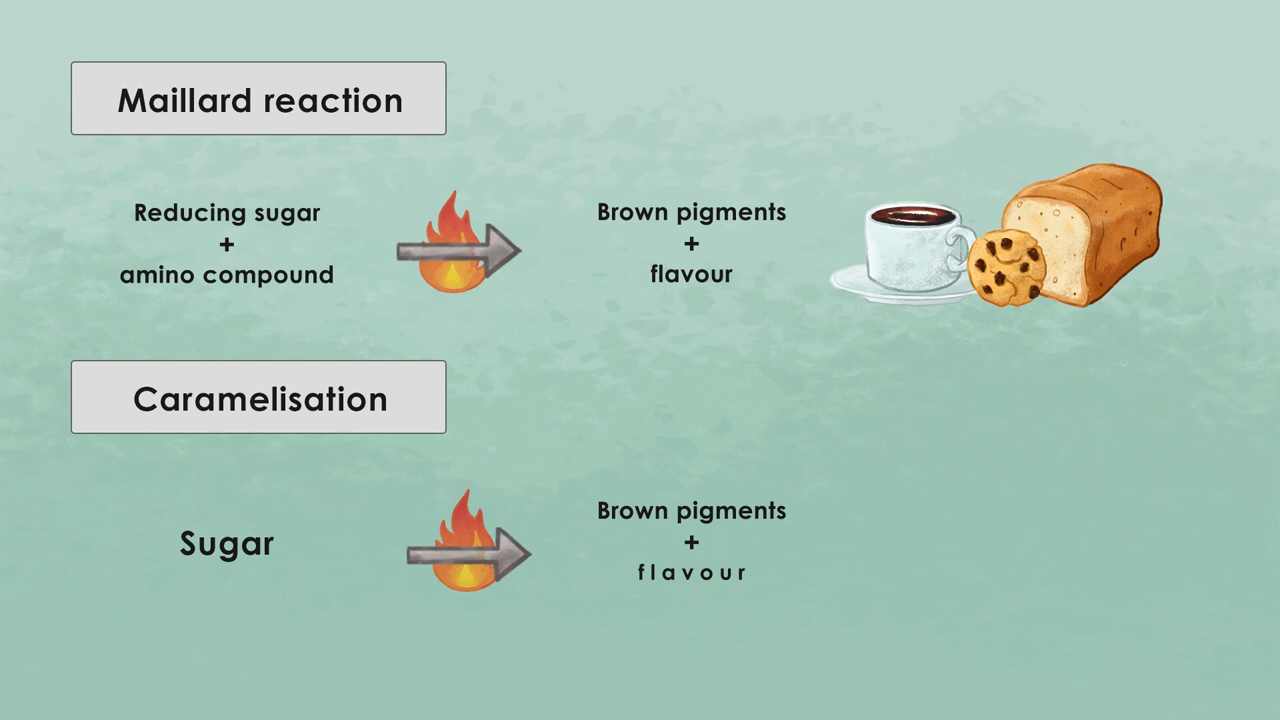 Maillard reaction
Reducing sugar
+
amino compound
Brown pigments
+
flavour
Caramelisation
Sugar
Brown pigments
+
flavour